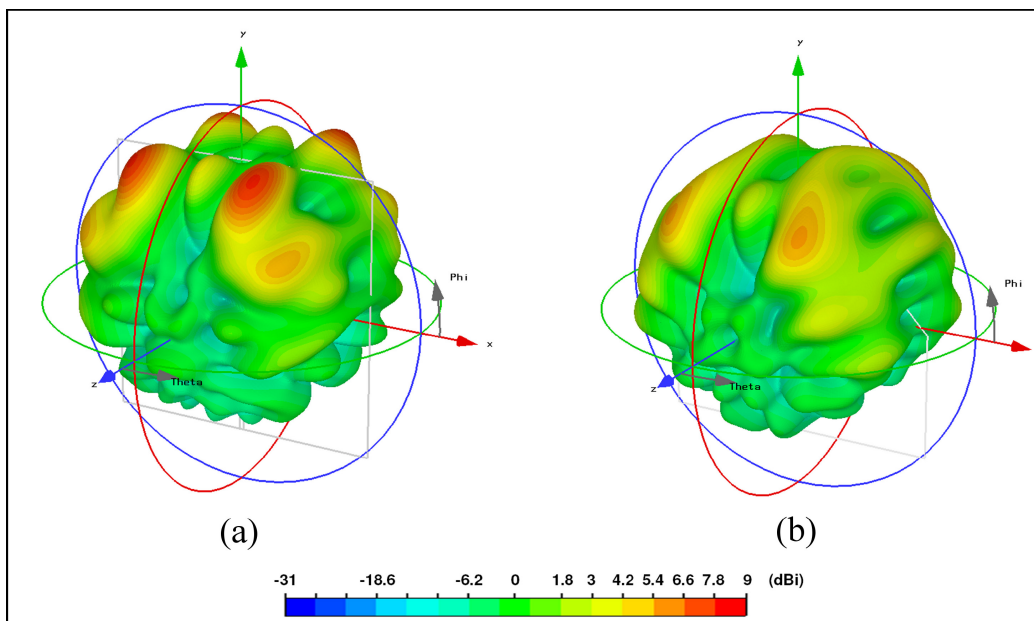 y
Phi
x
z
Theta
(a)
y
Phi
z
Theta
(b)
-31 -18.6 -6.2 0 1.8 3 4.2 5.4 6.6 7.8 9 (dBi)